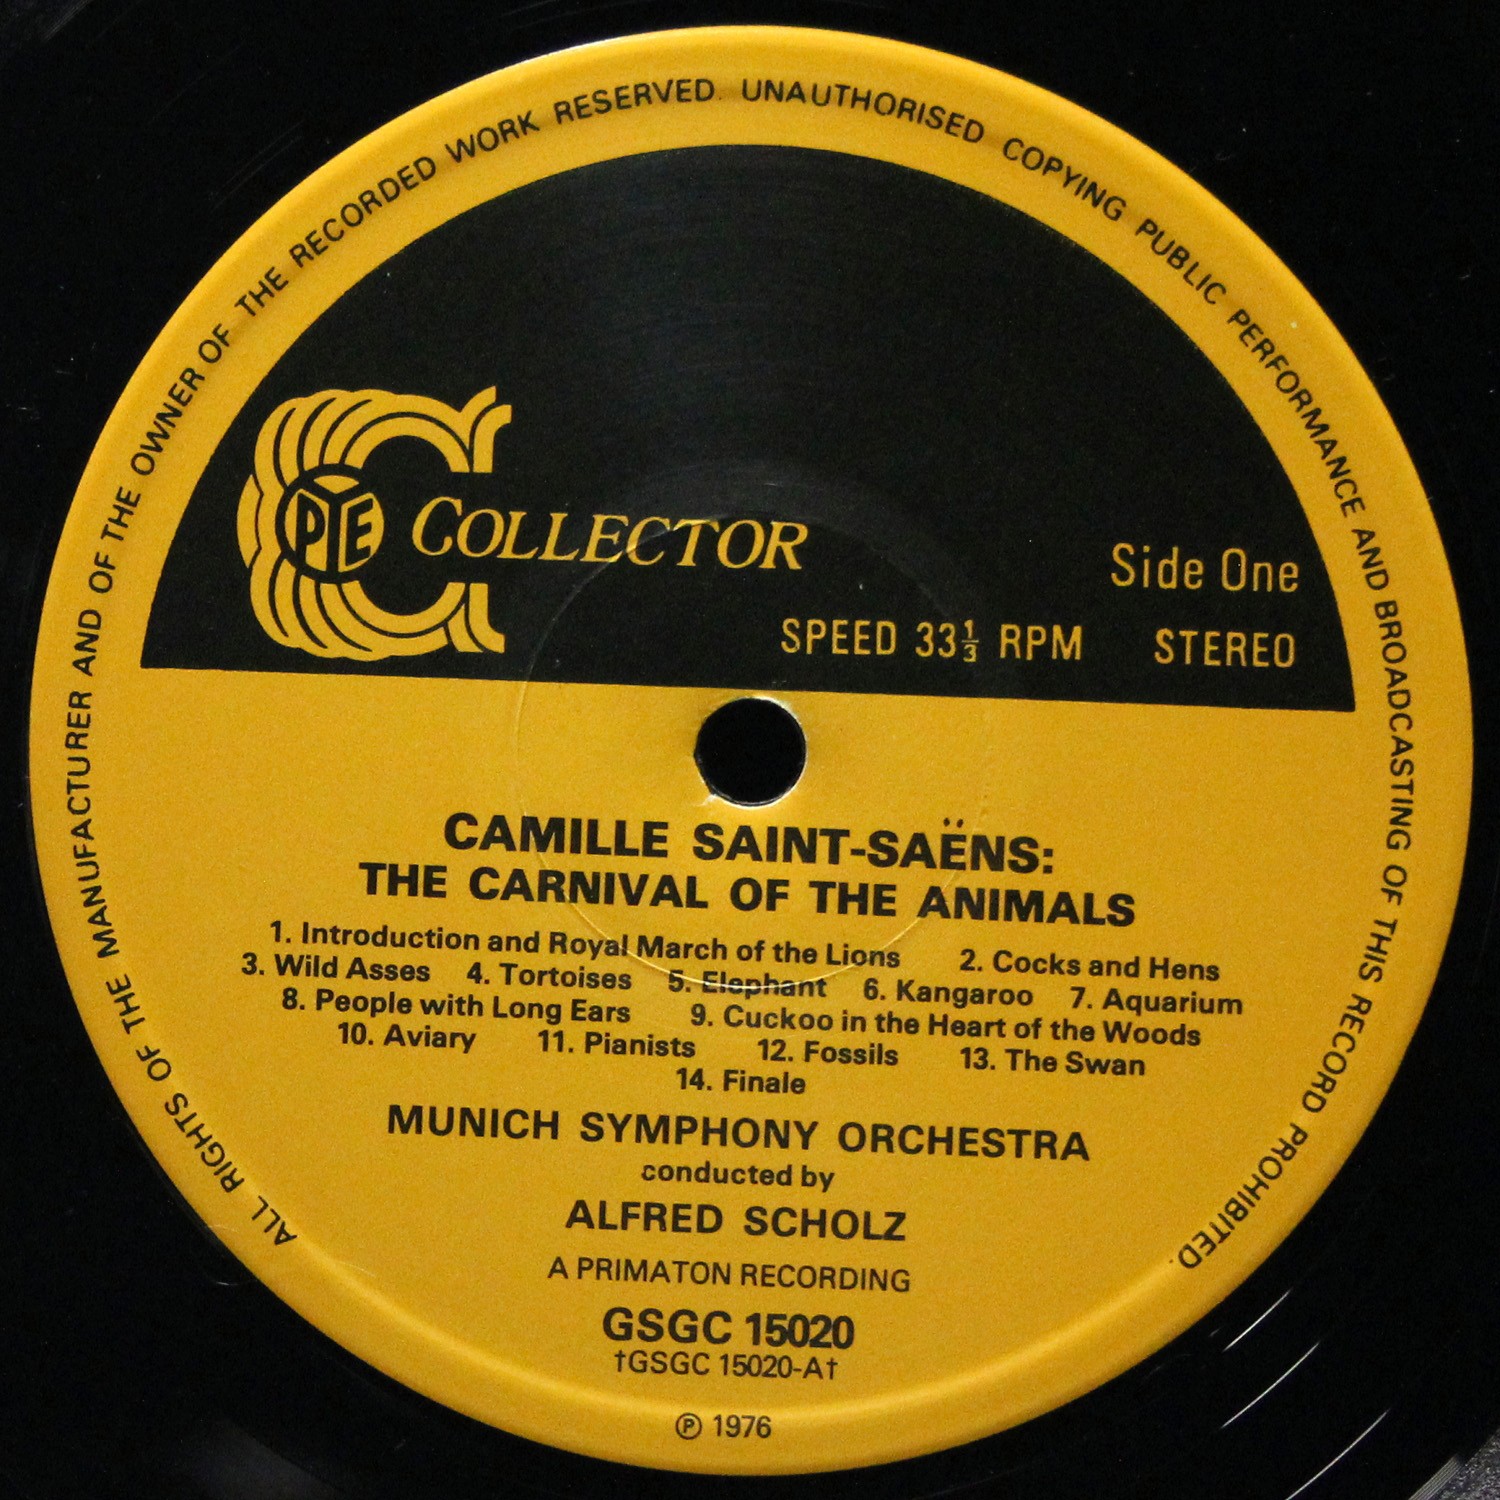 ALL RIGHTS OF THE MANUFACTURER AND OF THE OWNER OF THE RECORDED WORK RESERVED. UNAUTHORISED COPYING PUBLIC PERFORMANCE AND BROADCASTING OF THIS RECORD PROHIBITED.
PYE COLLECTOR
Side One
SPEED 33⅓ RPM STEREO
CAMILLE SAINT-SAËNS:
THE CARNIVAL OF THE ANIMALS
1. Introduction and Royal March of the Lions 2. Cocks and Hens
3. Wild Asses 4. Tortoises 5. Elephant 6. Kangaroo 7. Aquarium
8. People with Long Ears 9. Cuckoo in the Heart of the Woods
10. Aviary 11. Pianists 12. Fossils 13. The Swan
14. Finale
MUNICH SYMPHONY ORCHESTRA
conducted by
ALFRED SCHOLZ
A PRIMATON RECORDING
GSGC 15020
†GSGC 15020-A†
℗ 1976